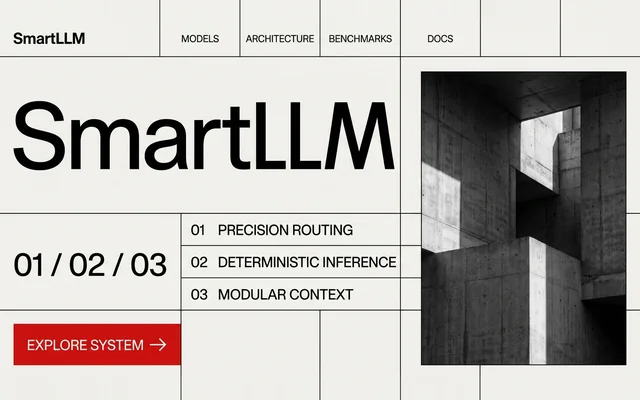 SmartLLM
MODELS
ARCHITECTURE
BENCHMARKS
DOCS
SmartLLM
01 / 02 / 03
01 PRECISION ROUTING
02 DETERMINISTIC INFERENCE
03 MODULAR CONTEXT
EXPLORE SYSTEM →